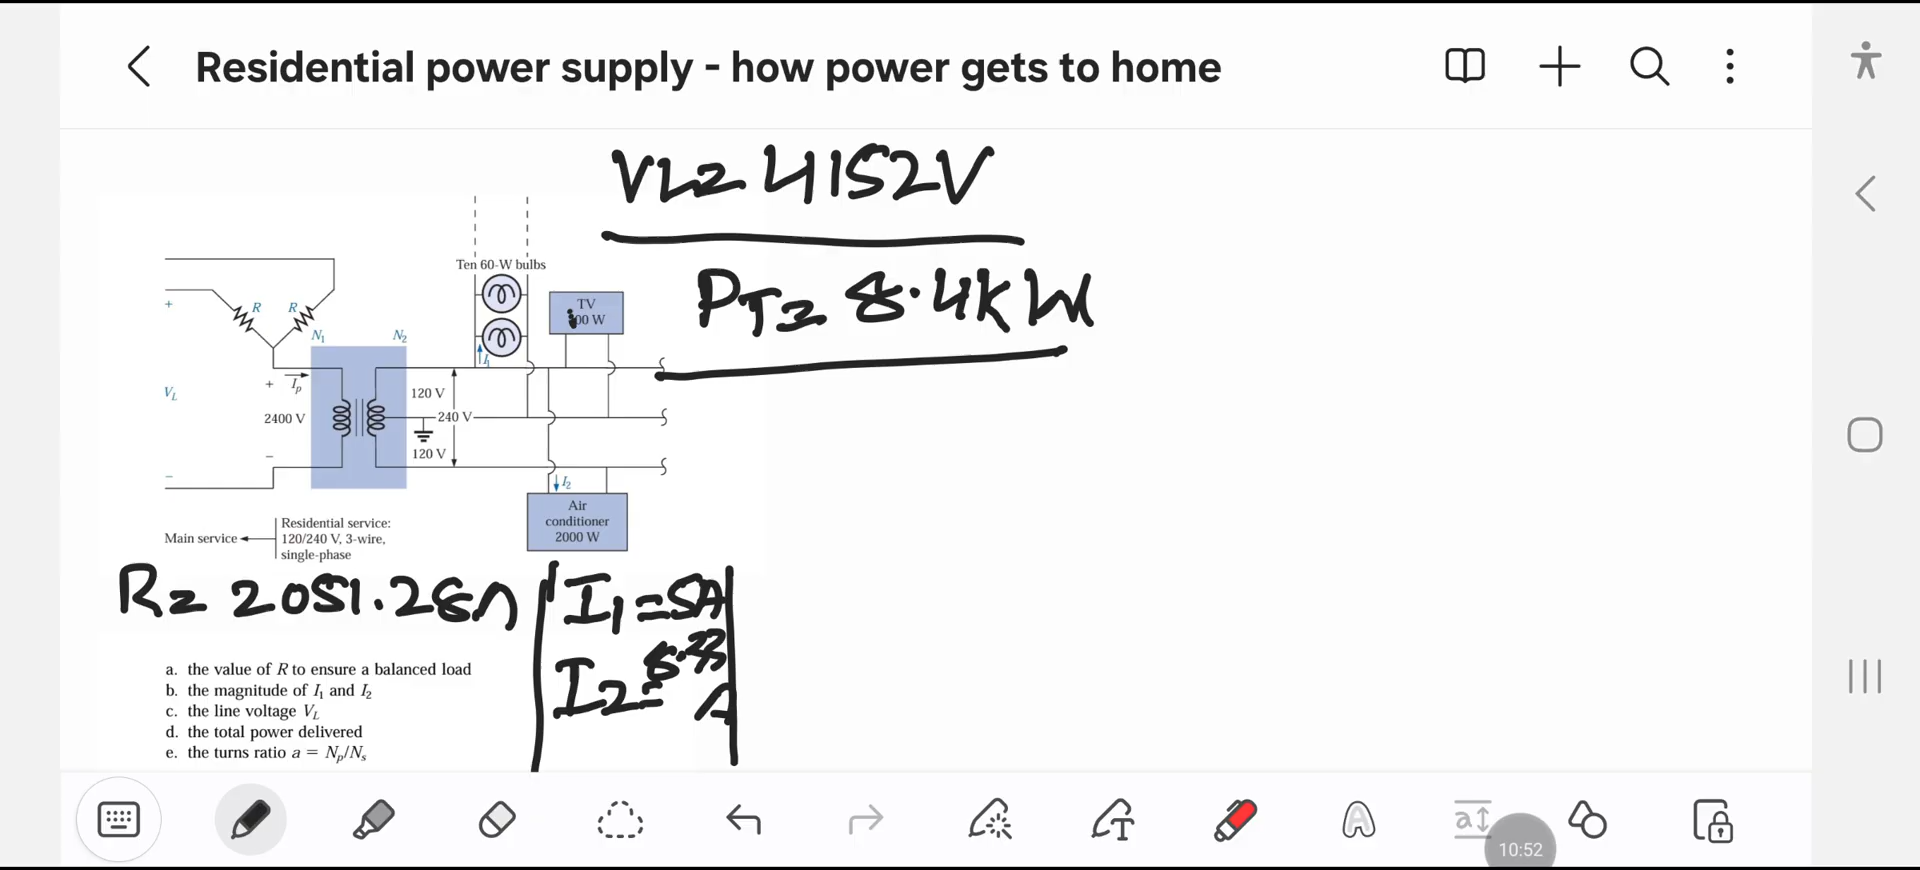 Residential power supply - how power gets to home
VL= 4152V
PT= 8.4KW
Ten 60-W bulbs
TV
00 W
+
R
R
N1
N2
I1
+
Ip
VL
120 V
2400 V
240 V
120 V
−
−
I2
Air
conditioner
2000 W
Main service
Residential service:
120/240 V, 3-wire,
single-phase
R= 2051.28Ω
I1=5A
I2= 8.33
A
a. the value of R to ensure a balanced load
b. the magnitude of I1 and I2
c. the line voltage VL
d. the total power delivered
e. the turns ratio a = Np/Ns
T
A
a
10:52